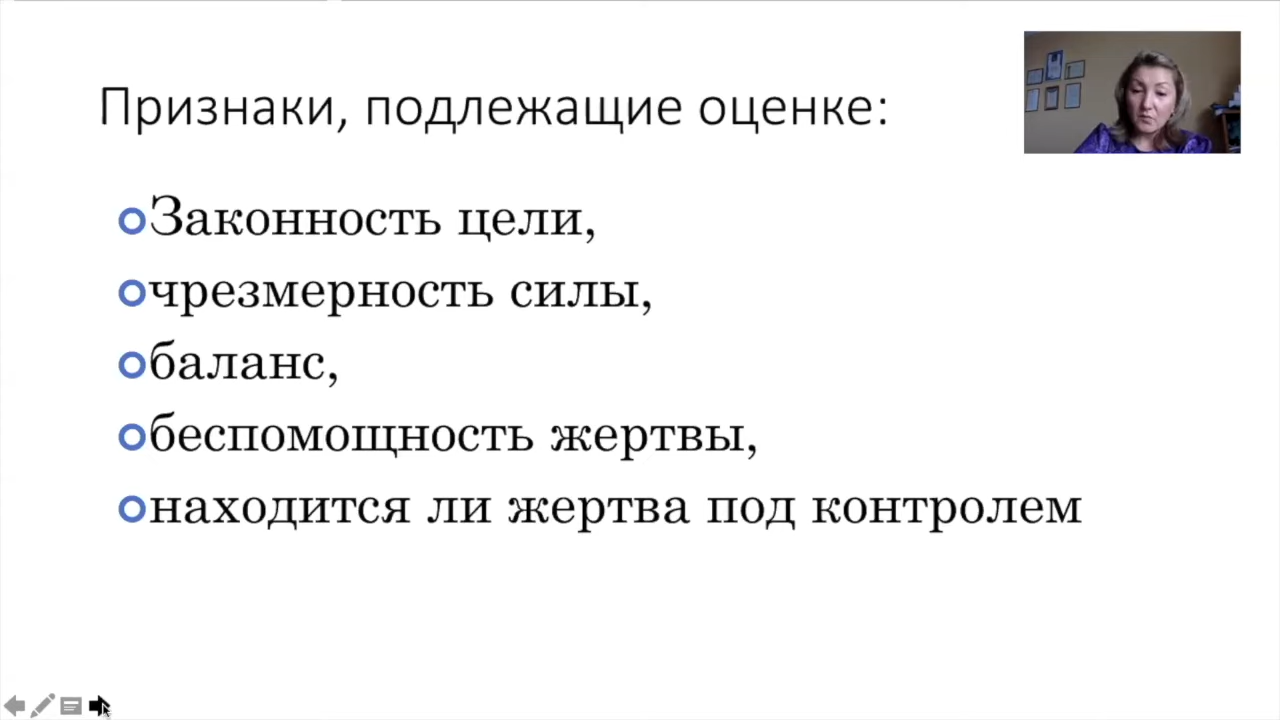 Признаки, подлежащие оценке:
Законность цели,
чрезмерность силы,
баланс,
беспомощность жертвы,
находится ли жертва под контролем